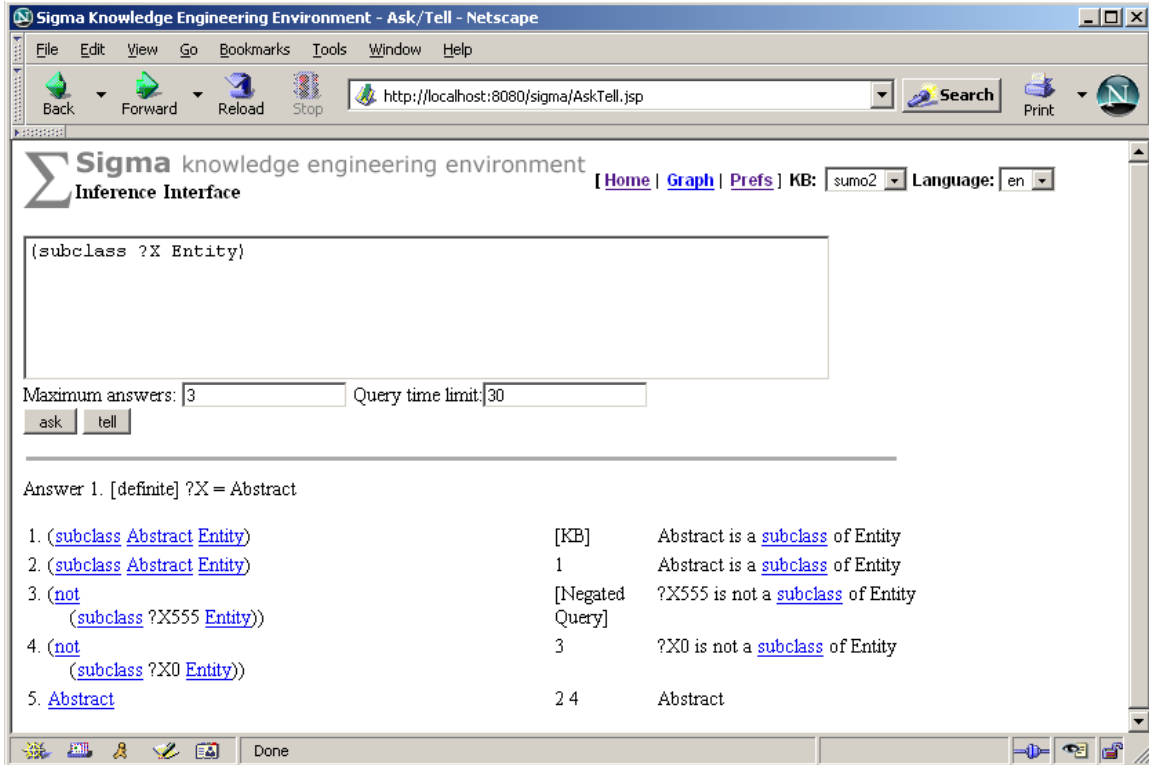 Sigma Knowledge Engineering Environment - Ask/Tell - Netscape
File Edit View Go Bookmarks Tools Window Help
Back Forward Reload Stop http://localhost:8080/sigma/AskTell.jsp Search Print N
Sigma knowledge engineering environment
Inference Interface
[ Home | Graph | Prefs ] KB: sumo2 Language: en
(subclass ?X Entity)
Maximum answers: 3 Query time limit: 30
ask tell
Answer 1. [definite] ?X = Abstract
1. (subclass Abstract Entity) [KB] Abstract is a subclass of Entity
2. (subclass Abstract Entity) 1 Abstract is a subclass of Entity
3. (not [Negated ?X555 is not a subclass of Entity
(subclass ?X555 Entity)) Query]
4. (not 3 ?X0 is not a subclass of Entity
(subclass ?X0 Entity))
5. Abstract 2 4 Abstract
Done